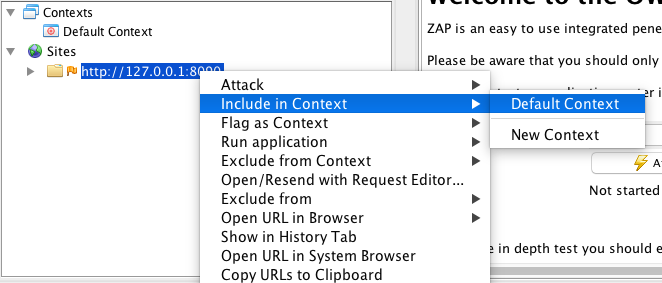 Contexts
Default Context
Sites
http://127.0.0.1:8090
Attack
Include in Context
Flag as Context
Run application
Exclude from Context
Open/Resend with Request Editor...
Exclude from
Open URL in Browser
Show in History Tab
Open URL in System Browser
Copy URLs to Clipboard
Default Context
New Context
Welcome to the
ZAP is an easy to use integrated
Please be aware that you should only
Not started
in depth test you should